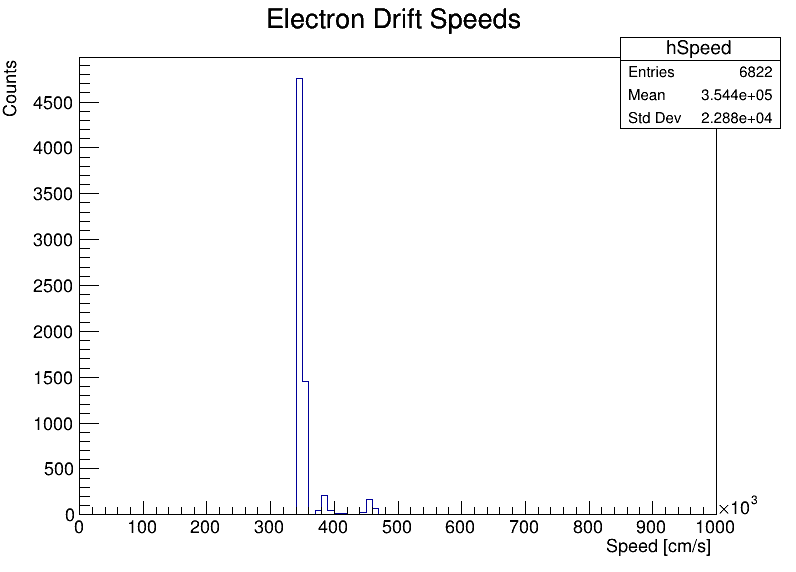 Electron Drift Speeds
hSpeed
Entries 6822
Mean 3.544e+05
Std Dev 2.288e+04
Counts
4500
4000
3500
3000
2500
2000
1500
1000
500
0
0 100 200 300 400 500 600 700 800 900 1000
×10³
Speed [cm/s]